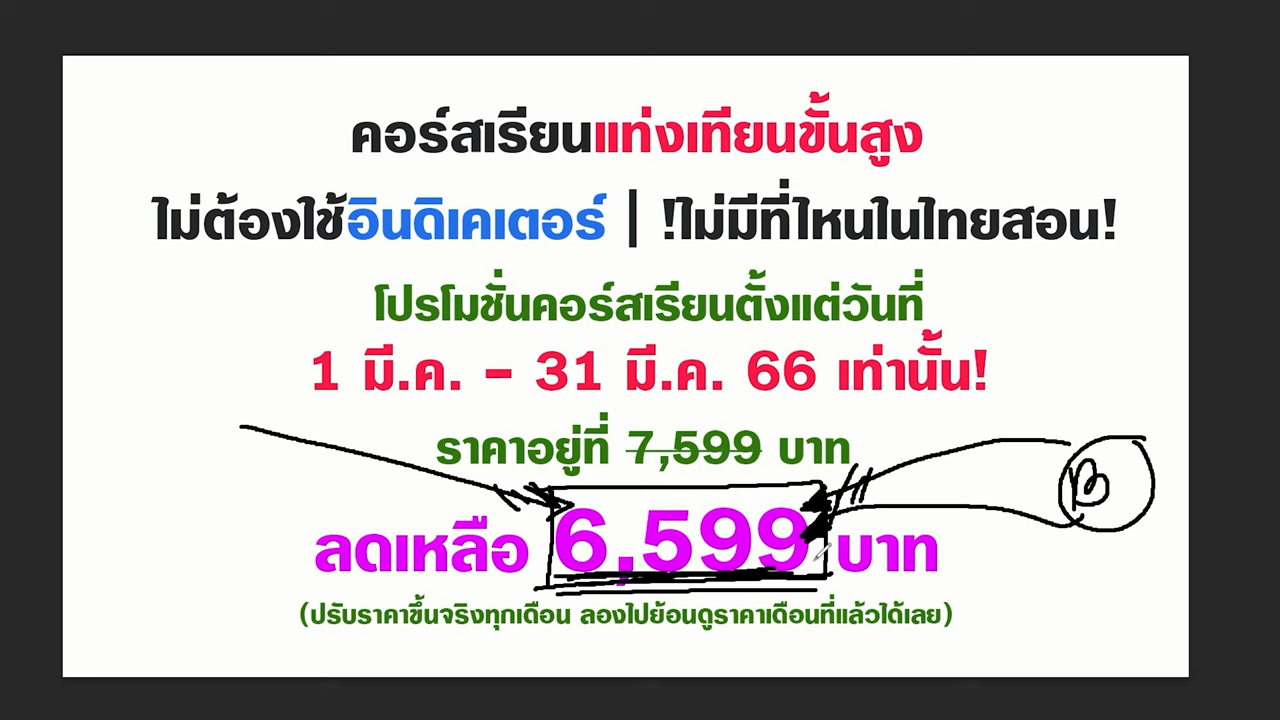 คอร์สเรียนแท่งเทียนขั้นสูง
ไม่ต้องใช้อินดิเคเตอร์ | !ไม่มีที่ไหนในไทยสอน!
โปรโมชั่นคอร์สเรียนตั้งแต่วันที่
1 มี.ค. – 31 มี.ค. 66 เท่านั้น!
ราคาอยู่ที่ 7,599 บาท
ลดเหลือ 6,599 บาท
(ปรับราคาขึ้นจริงทุกเดือน ลองไปย้อนดูราคาเดือนที่แล้วได้เลย)